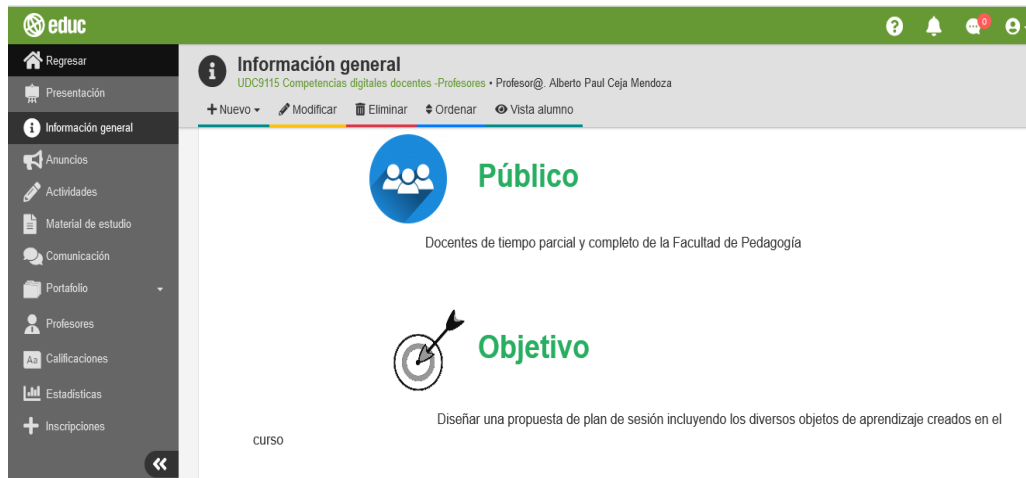 educ
0
Regresar
Presentación
Información general
Anuncios
Actividades
Material de estudio
Comunicación
Portafolio
Profesores
Aa Calificaciones
Estadísticas
Inscripciones
Información general
UDC9115 Competencias digitales docentes -Profesores • Profesor@. Alberto Paul Ceja Mendoza
+ Nuevo Modificar Eliminar Ordenar Vista alumno
Público
Docentes de tiempo parcial y completo de la Facultad de Pedagogía
Objetivo
Diseñar una propuesta de plan de sesión incluyendo los diversos objetos de aprendizaje creados en el
curso